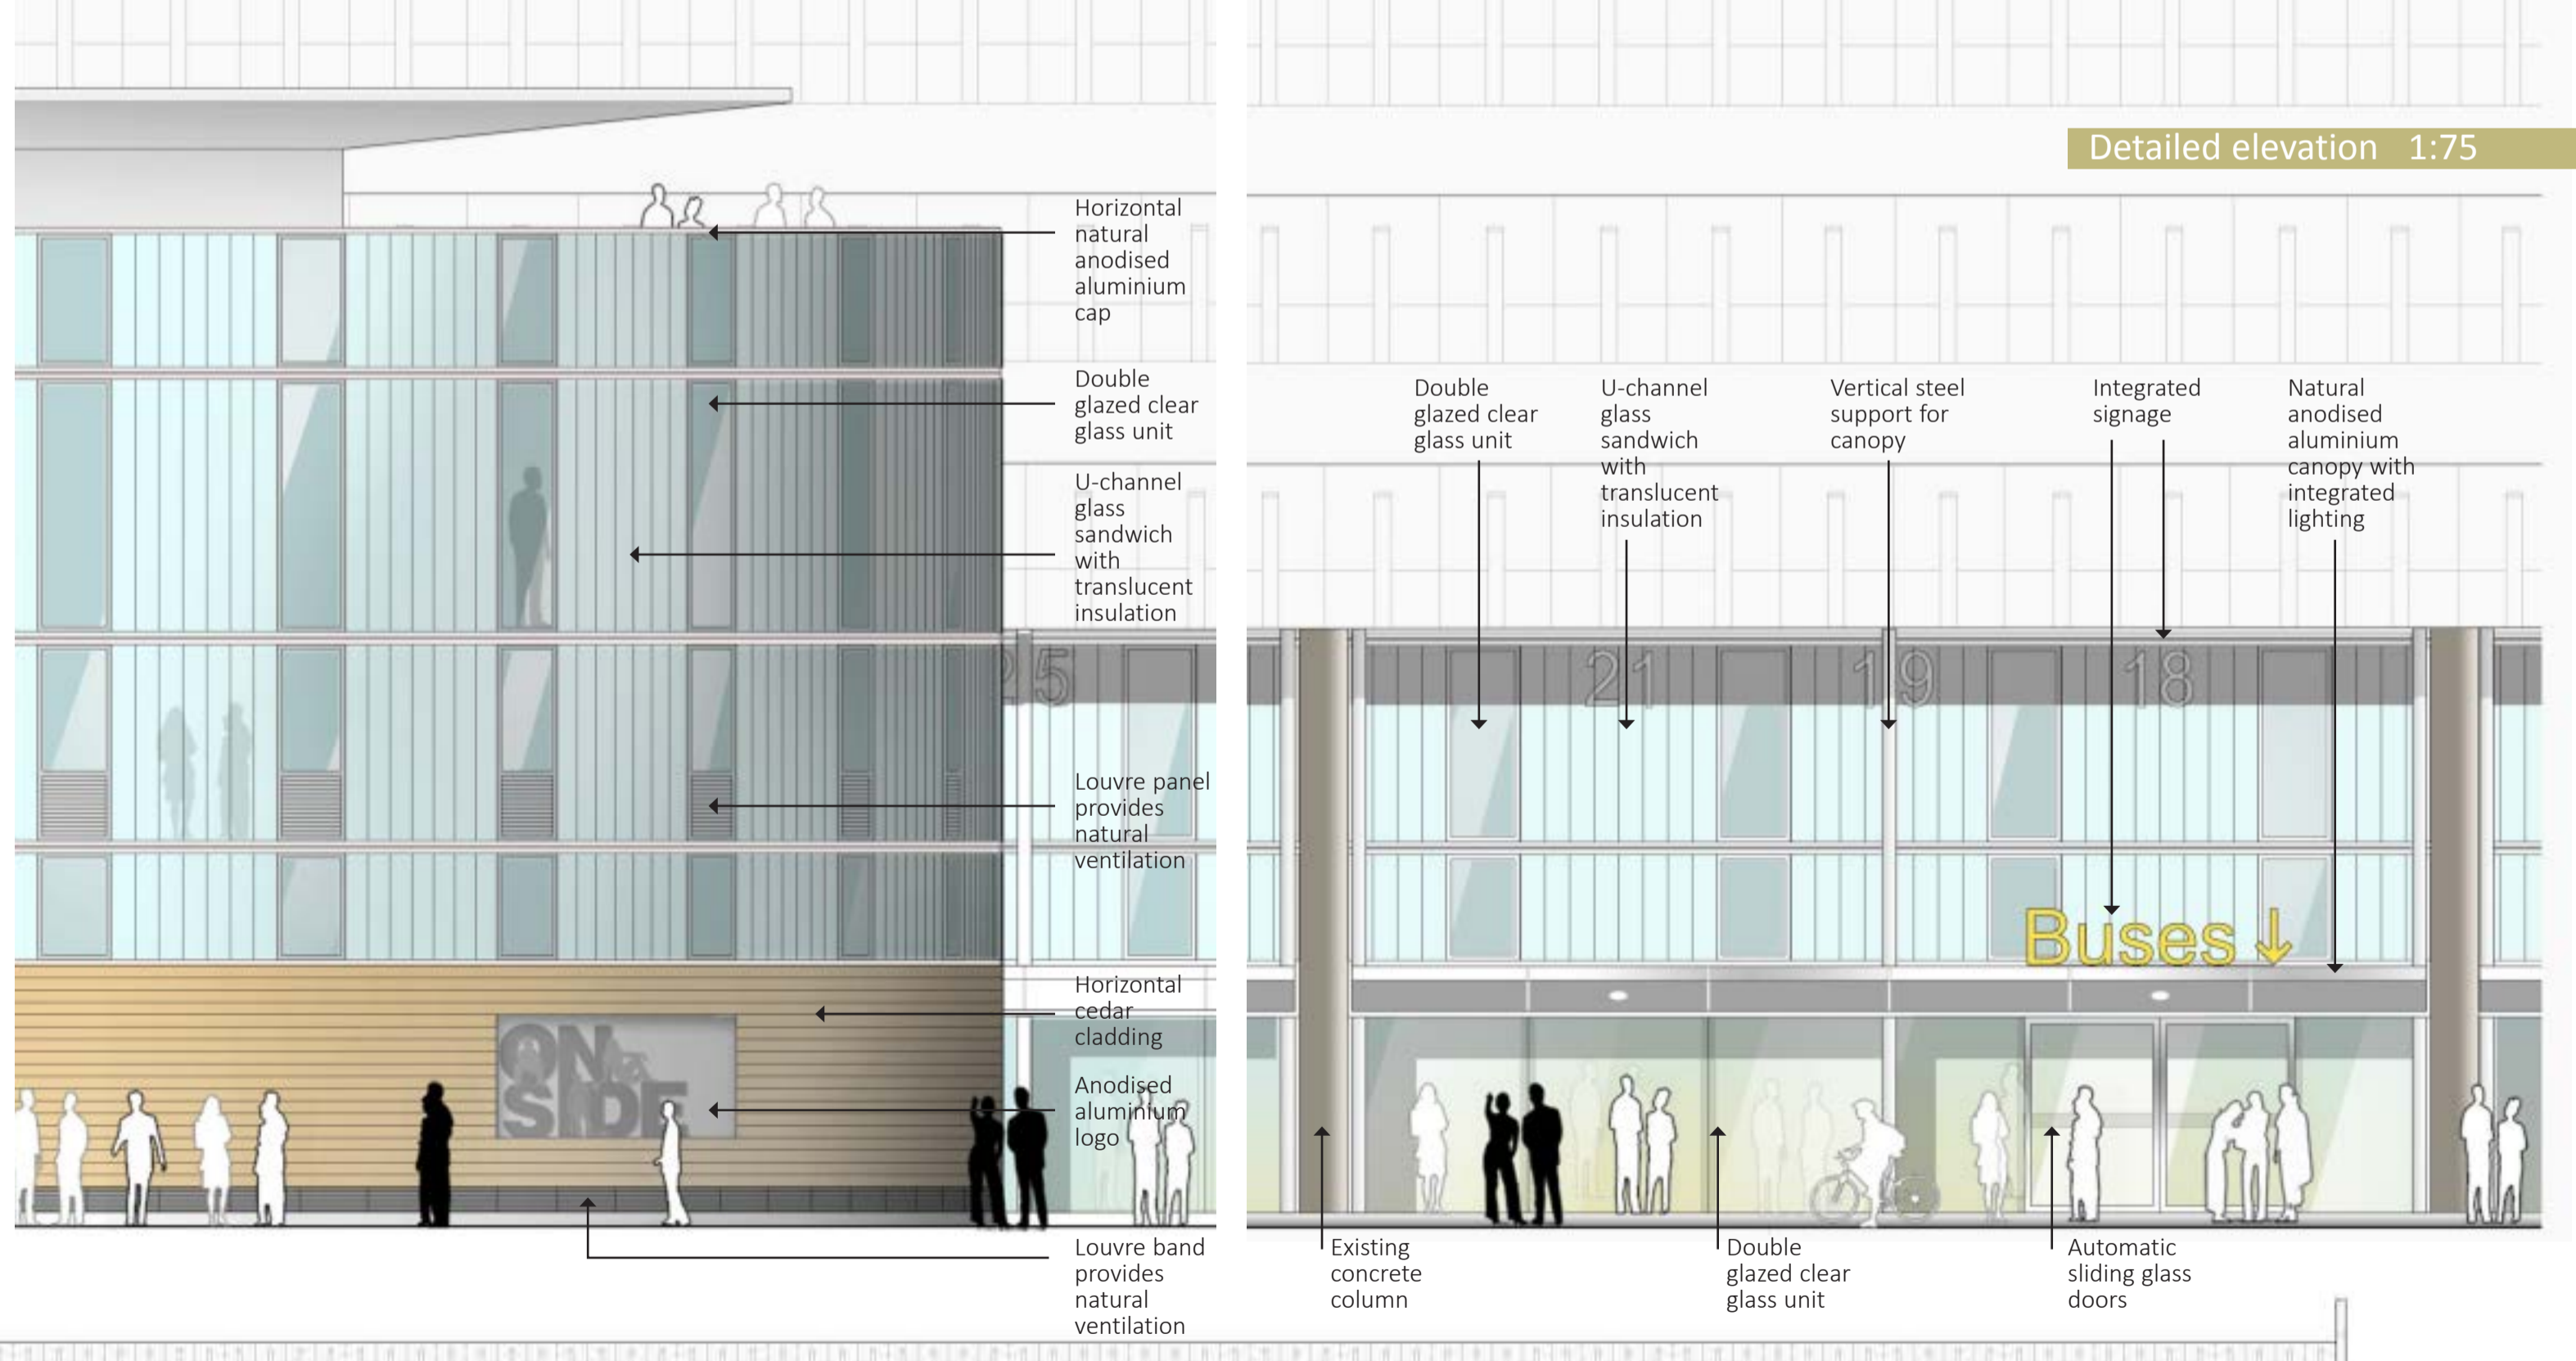 Detailed elevation 1:75
Horizontal
natural
anodised
aluminium
cap
Double
glazed clear
glass unit
U-channel
glass
sandwich
with
translucent
insulation
Louvre panel
provides
natural
ventilation
Horizontal
cedar
cladding
Anodised
aluminium
logo
Louvre band
provides
natural
ventilation
25
ON
SIDE
Double
glazed clear
glass unit
U-channel
glass
sandwich
with
translucent
insulation
Vertical steel
support for
canopy
Integrated
signage
Natural
anodised
aluminium
canopy with
integrated
lighting
21
19
18
Buses ↓
Existing
concrete
column
Double
glazed clear
glass unit
Automatic
sliding glass
doors